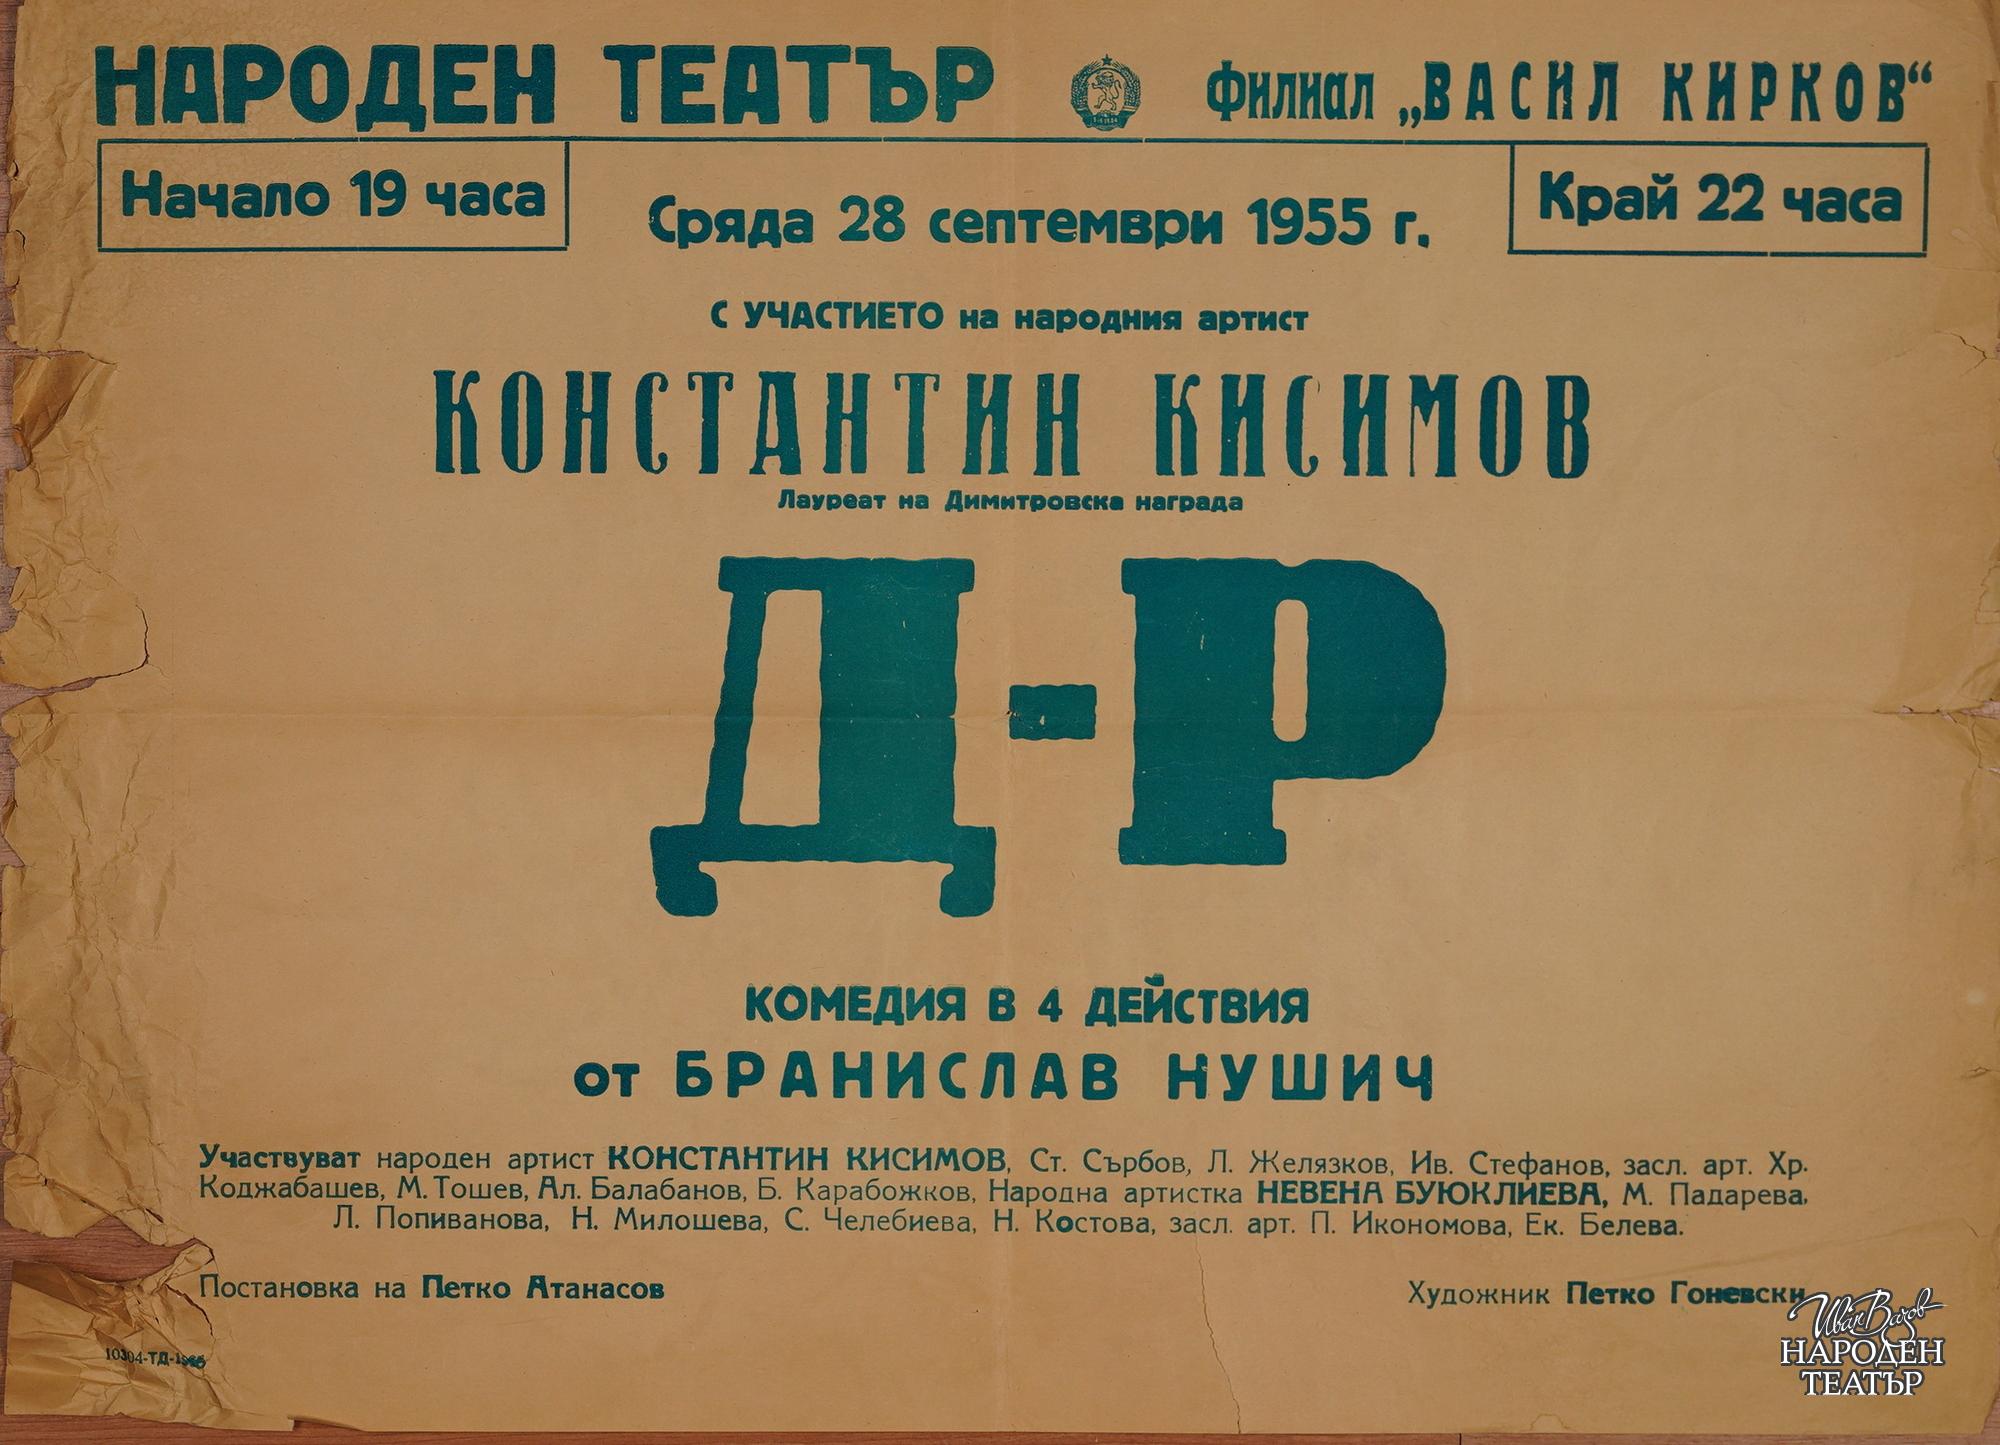 НАРОДЕН ТЕАТЪР Филиал „ВАСИЛ КИРКОВ“
Начало 19 часа
Сряда 28 септември 1955 г.
Край 22 часа
С УЧАСТИЕТО на народния артист
КОНСТАНТИН КИСИМОВ
Лауреат на Димитровска награда
Д-Р
КОМЕДИЯ В 4 ДЕЙСТВИЯ
от БРАНИСЛАВ НУШИЧ
Участвуват народен артист КОНСТАНТИН КИСИМОВ, Ст. Сърбов, Л. Желязков, Ив. Стефанов, засл. арт. Хр.
Коджабашев, М. Тошев, Ал. Балабанов, Б. Карабожков, Народна артистка НЕВЕНА БУЮКЛИЕВА, М. Падарева,
Л. Попиванова, Н. Милошева, С. Челебиева, Н. Костова, засл. арт. П. Икономова, Ек. Белева.
Постановка на Петко Атанасов
Художник Петко Гоневски
Иван Вазов
НАРОДЕН
ТЕАТЪР